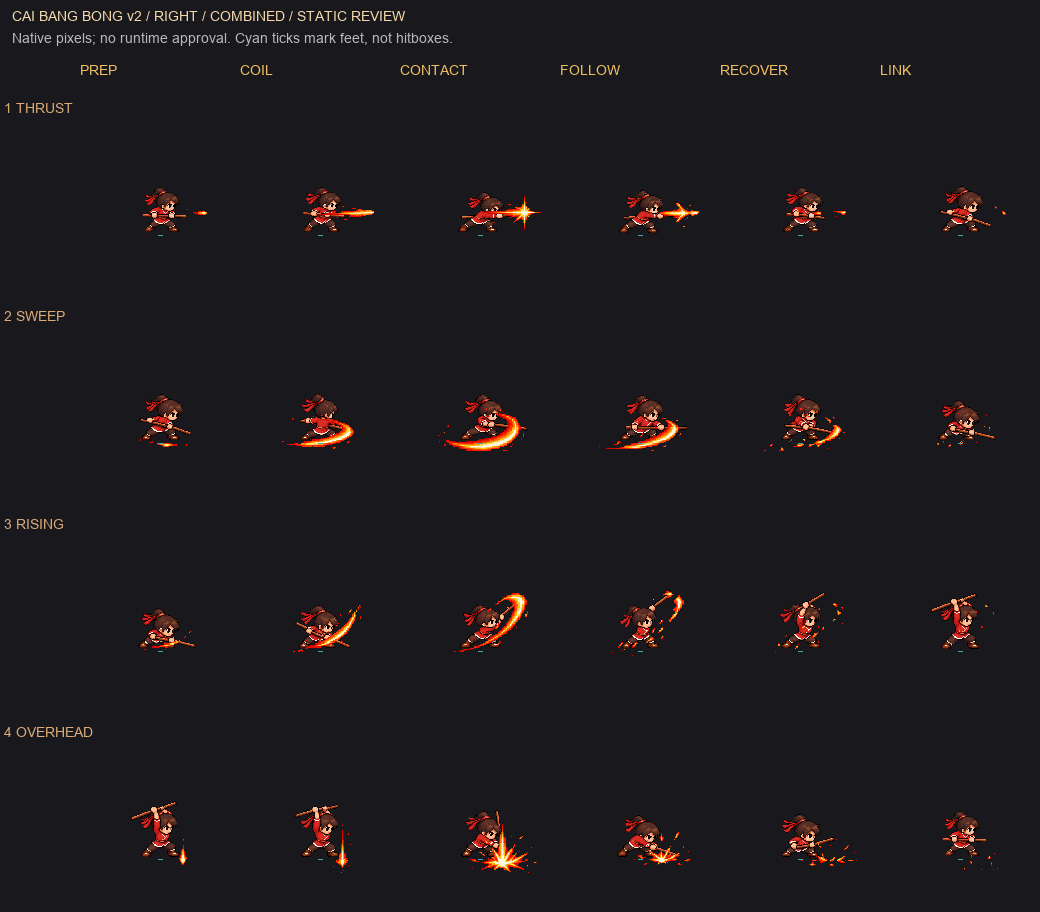 CAI BANG BONG v2 / RIGHT / COMBINED / STATIC REVIEW
Native pixels; no runtime approval. Cyan ticks mark feet, not hitboxes.
PREP COIL CONTACT FOLLOW RECOVER LINK
1 THRUST
2 SWEEP
3 RISING
4 OVERHEAD